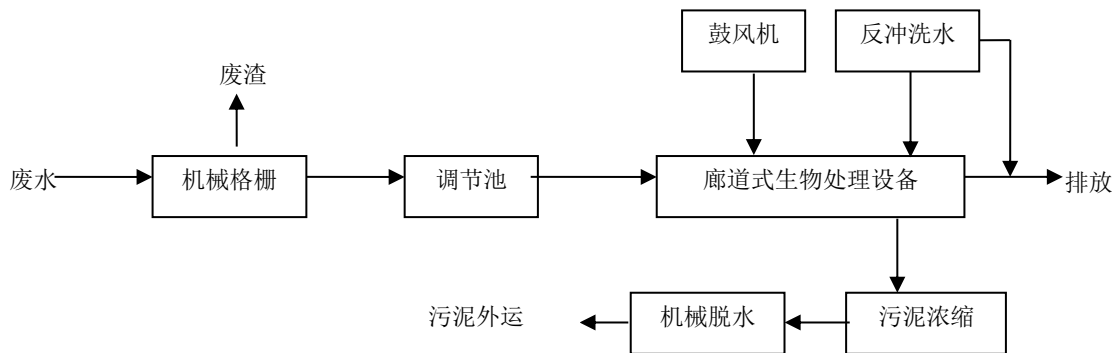 鼓风机
反冲洗水
废渣
废水
机械格栅
调节池
廊道式生物处理设备
排放
污泥外运
机械脱水
污泥浓缩